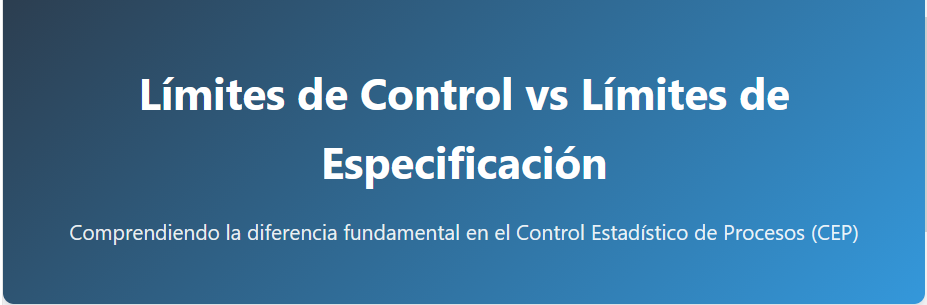 Límites de Control vs Límites de
Especificación
Comprendiendo la diferencia fundamental en el Control Estadístico de Procesos (CEP)